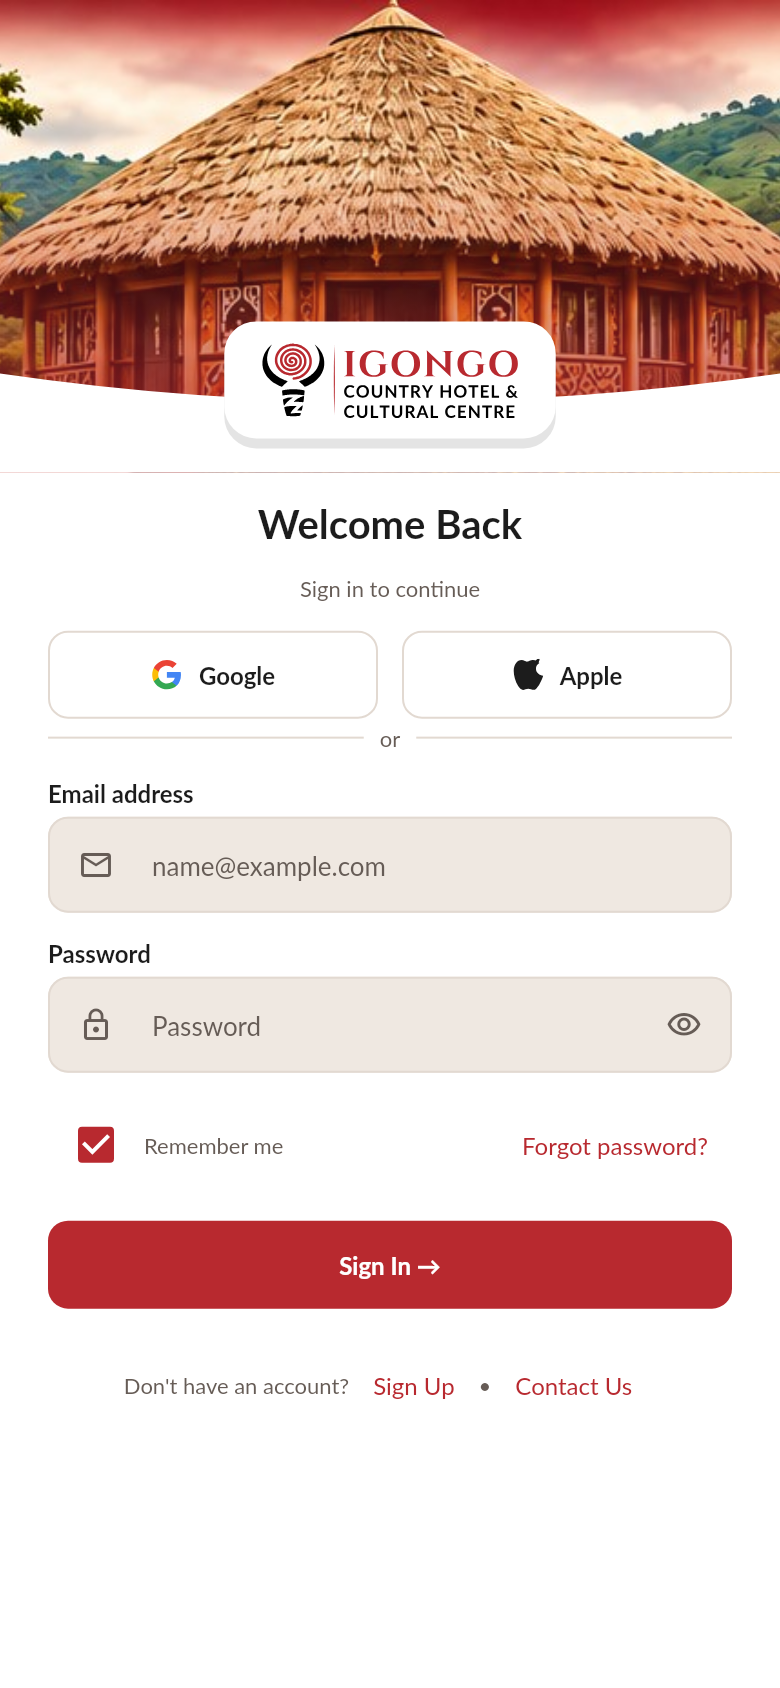 IGONGO
COUNTRY HOTEL &
CULTURAL CENTRE
Welcome Back
Sign in to continue
Google
Apple
or
Email address
name@example.com
Password
Password
Remember me
Forgot password?
Sign In →
Don't have an account? Sign Up • Contact Us